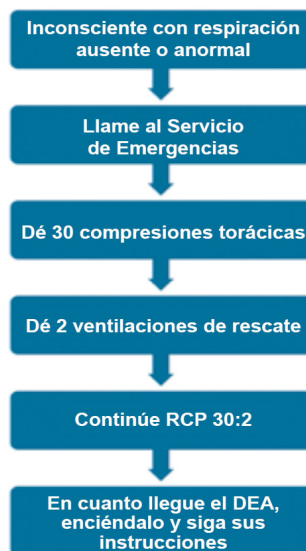 Inconsciente con respiración
ausente o anormal
Llame al Servicio
de Emergencias
Dé 30 compresiones torácicas
Dé 2 ventilaciones de rescate
Continúe RCP 30:2
En cuanto llegue el DEA,
enciéndalo y siga sus
instrucciones